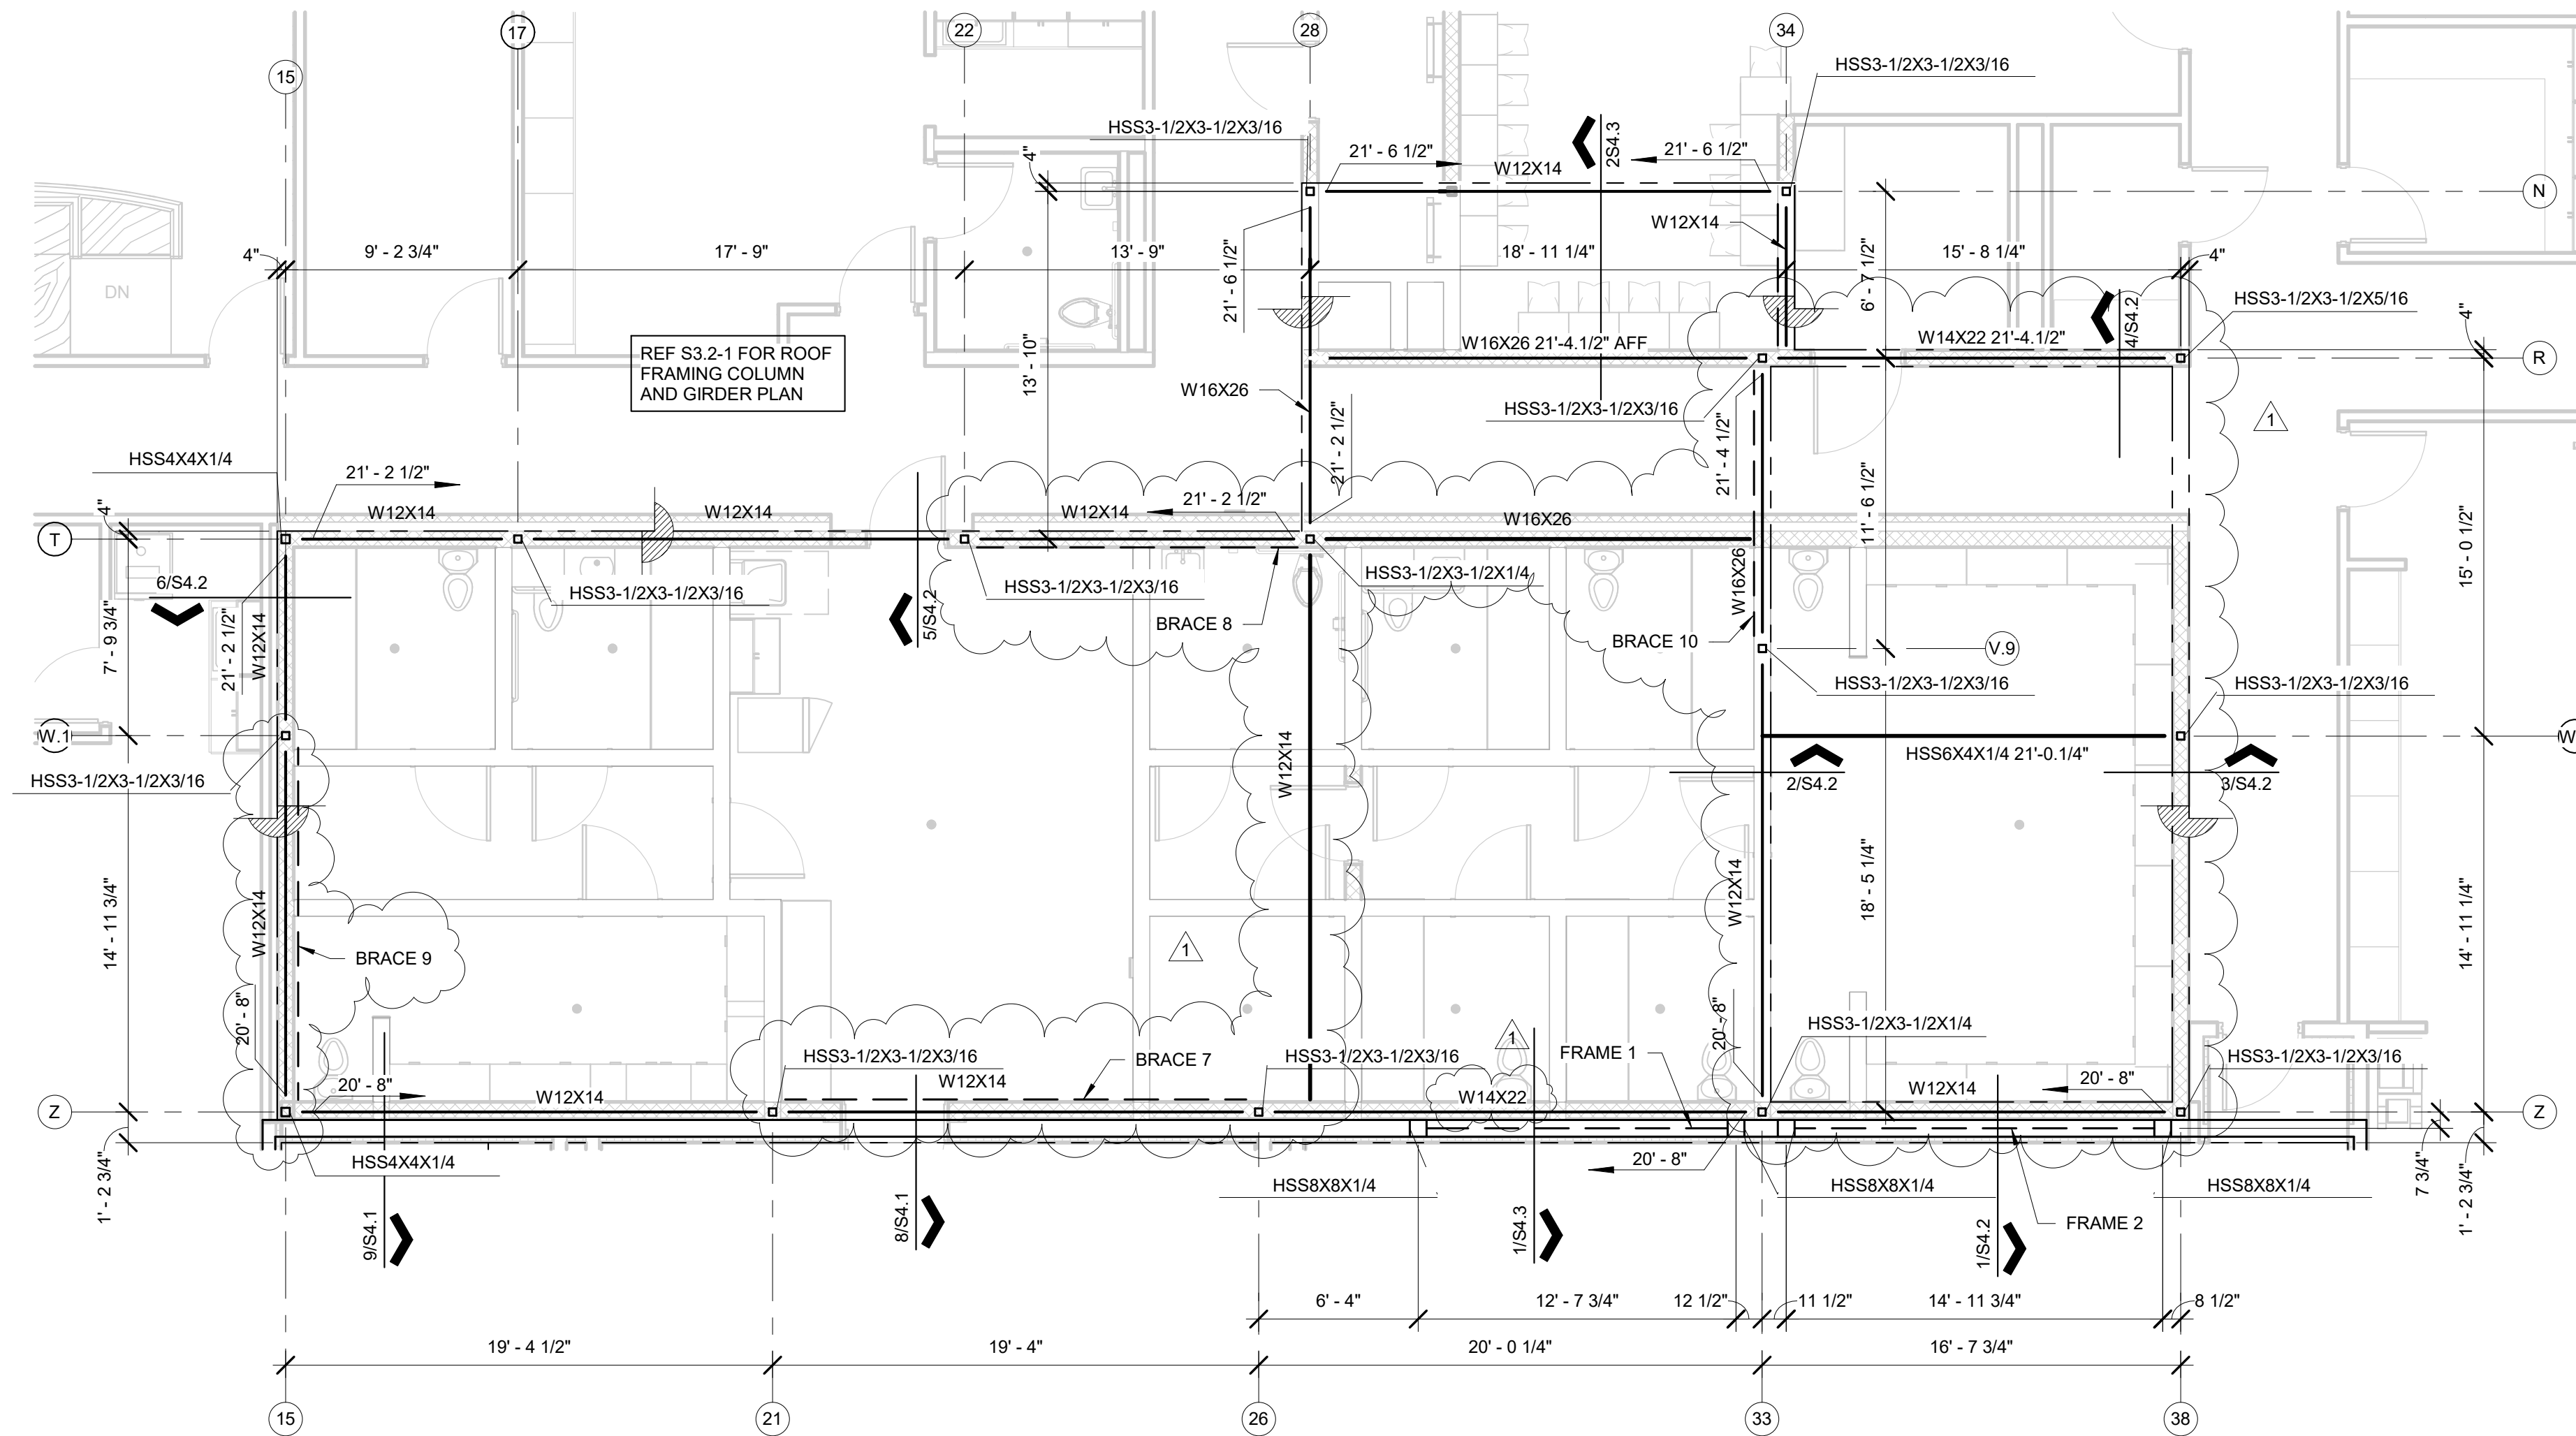 17
22
28
34
15
HSS3-1/2X3-1/2X3/16
HSS3-1/2X3-1/2X3/16
4"
21' - 6 1/2"
W12X14
2S4.3
21' - 6 1/2"
N
W12X14
4"
9' - 2 3/4"
17' - 9"
13' - 9"
21' - 6 1/2"
18' - 11 1/4"
6' - 7 1/2"
15' - 8 1/4"
4"
DN
HSS3-1/2X3-1/2X5/16
4/S4.2
4"
REF S3.2-1 FOR ROOF
FRAMING COLUMN
AND GIRDER PLAN
13' - 10"
W16X26 21'-4.1/2" AFF
W14X22 21'-4.1/2"
R
W16X26
HSS3-1/2X3-1/2X3/16
1
21' - 2 1/2"
21' - 4 1/2"
HSS4X4X1/4
21' - 2 1/2"
11' - 6 1/2"
4"
W12X14
W12X14
W12X14
21' - 2 1/2"
W16X26
T
15' - 0 1/2"
6/S4.2
HSS3-1/2X3-1/2X3/16
5/S4.2
HSS3-1/2X3-1/2X3/16
HSS3-1/2X3-1/2X1/4
W16X26
7' - 9 3/4"
21' - 2 1/2"
W12X14
BRACE 8
BRACE 10
V.9
HSS3-1/2X3-1/2X3/16
HSS3-1/2X3-1/2X3/16
W.1
W
HSS3-1/2X3-1/2X3/16
W12X14
HSS6X4X1/4 21'-0.1/4"
2/S4.2
3/S4.2
14' - 11 3/4"
W12X14
BRACE 9
1
W12X14
18' - 5 1/4"
14' - 11 1/4"
20' - 8"
20' - 8"
HSS3-1/2X3-1/2X1/4
1
HSS3-1/2X3-1/2X3/16
BRACE 7
HSS3-1/2X3-1/2X3/16
FRAME 1
HSS3-1/2X3-1/2X3/16
20' - 8"
W12X14
W12X14
W14X22
W12X14
20' - 8"
Z
Z
1' - 2 3/4"
HSS4X4X1/4
20' - 8"
7 3/4"
1' - 2 3/4"
HSS8X8X1/4
HSS8X8X1/4
HSS8X8X1/4
9/S4.1
8/S4.1
1/S4.3
1/S4.2
FRAME 2
6' - 4"
12' - 7 3/4"
12 1/2"
11 1/2"
14' - 11 3/4"
8 1/2"
19' - 4 1/2"
19' - 4"
20' - 0 1/4"
16' - 7 3/4"
15
21
26
33
38